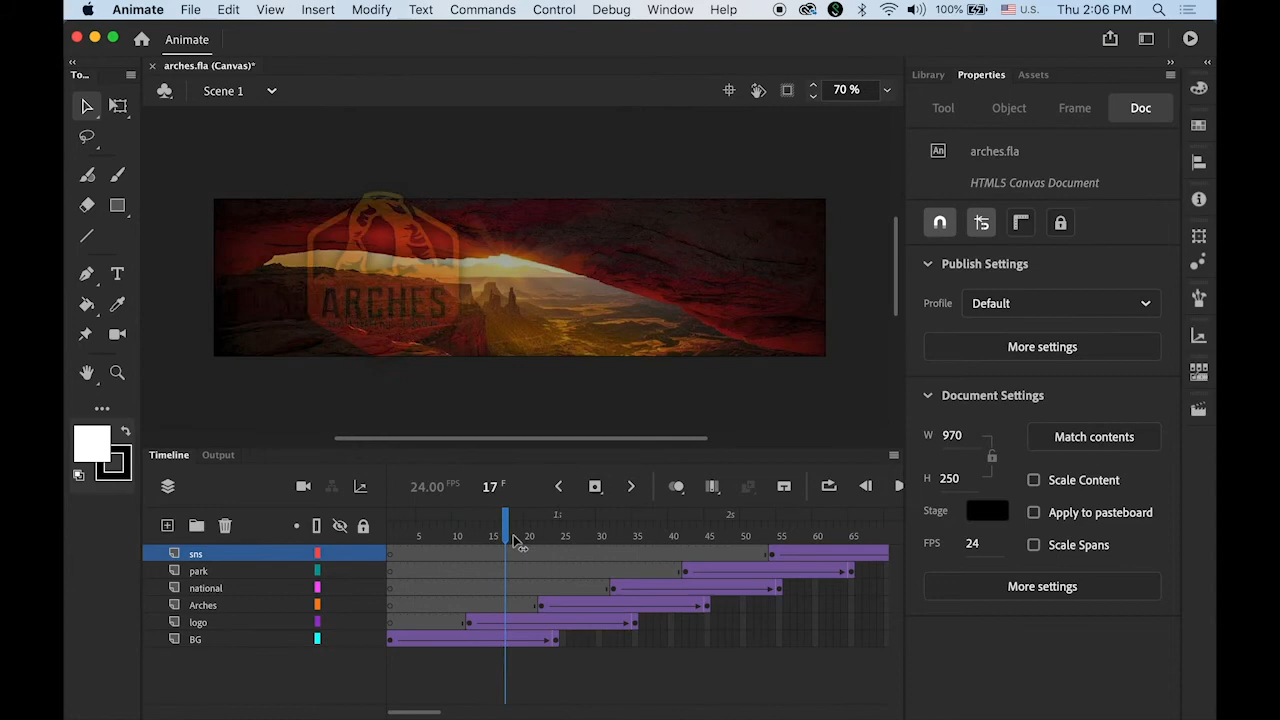 Animate File Edit View Insert Modify Text Commands Control Debug Window Help 100% U.S. Thu 2:06 PM
Animate
To... arches.fla (Canvas)* Library Properties Assets
Scene 1 70 %
Tool Object Frame Doc
An arches.fla
HTML5 Canvas Document
Publish Settings
Profile Default
More settings
ARCHES
Document Settings
W 970 Match contents
H 250 Scale Content
Stage Apply to pasteboard
FPS 24 Scale Spans
More settings
T
Timeline Output
24.00 FPS 17 F
1s 2s
5 10 15 20 25 30 35 40 45 50 55 60 65
sns
park
national
Arches
logo
BG